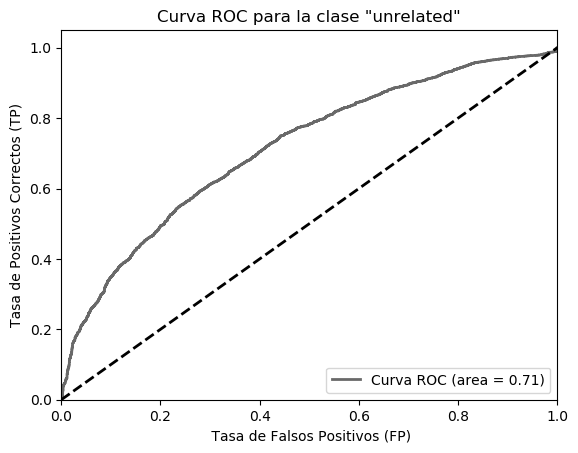 Curva ROC para la clase "unrelated"
Tasa de Positivos Correctos (TP)
1.0
0.8
0.6
0.4
0.2
0.0
0.0 0.2 0.4 0.6 0.8 1.0
Curva ROC (area = 0.71)
Tasa de Falsos Positivos (FP)